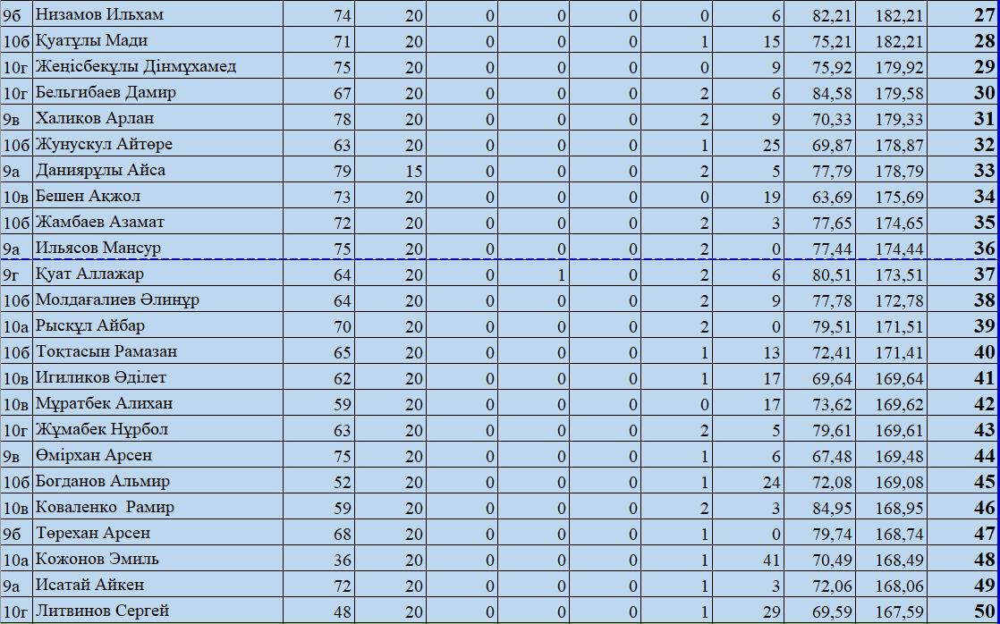 9б Низамов Ильхам 74 20 0 0 0 0 6 82,21 182,21 27
10б Қуатұлы Мади 71 20 0 0 0 1 15 75,21 182,21 28
10г Жеңісбекұлы Дінмұхамед 75 20 0 0 0 0 9 75,92 179,92 29
10г Бельгибаев Дамир 67 20 0 0 0 2 6 84,58 179,58 30
9в Халиков Арлан 78 20 0 0 0 2 9 70,33 179,33 31
10б Жунускул Айтөре 63 20 0 0 0 1 25 69,87 178,87 32
9а Даниярұлы Айса 79 15 0 0 0 2 5 77,79 178,79 33
10в Бешен Ақжол 73 20 0 0 0 0 19 63,69 175,69 34
10б Жамбаев Азамат 72 20 0 0 0 2 3 77,65 174,65 35
9а Ильясов Мансур 75 20 0 0 0 2 0 77,44 174,44 36
9г Қуат Аллажар 64 20 0 1 0 2 6 80,51 173,51 37
10б Молдағалиев Әлинұр 64 20 0 0 0 2 9 77,78 172,78 38
10а Рысқұл Айбар 70 20 0 0 0 2 0 79,51 171,51 39
10б Тоқтасын Рамазан 65 20 0 0 0 1 13 72,41 171,41 40
10в Игиликов Әділет 62 20 0 0 0 1 17 69,64 169,64 41
10в Мұратбек Алихан 59 20 0 0 0 0 17 73,62 169,62 42
10г Жұмабек Нұрбол 63 20 0 0 0 2 5 79,61 169,61 43
9в Өмірхан Арсен 75 20 0 0 0 1 6 67,48 169,48 44
10б Богданов Альмир 52 20 0 0 0 1 24 72,08 169,08 45
10в Коваленко Рамир 59 20 0 0 0 2 3 84,95 168,95 46
9б Төрехан Арсен 68 20 0 0 0 1 0 79,74 168,74 47
10а Кожонов Эмиль 36 20 0 0 0 1 41 70,49 168,49 48
9а Исатай Айкен 72 20 0 0 0 1 3 72,06 168,06 49
10г Литвинов Сергей 48 20 0 0 0 1 29 69,59 167,59 50